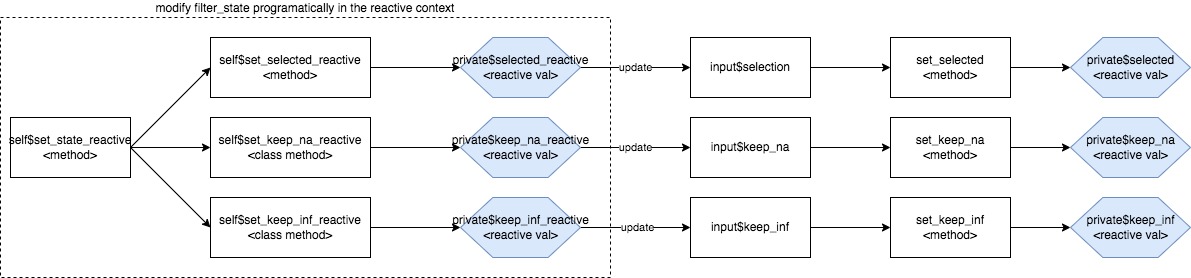 modify filter_state programatically in the reactive context
self$set_state_reactive
<method>
self$set_selected_reactive
<method>
private$selected_reactive
<reactive val>
update
input$selection
set_selected
<method>
private$selected
<reactive val>
self$set_keep_na_reactive
<class method>
private$keep_na_reactive
<reactive val>
update
input$keep_na
set_keep_na
<method>
private$keep_na
<reactive val>
self$set_keep_inf_reactive
<class method>
private$keep_inf_reactive
<reactive val>
update
input$keep_inf
set_keep_inf
<method>
private$keep_inf
<reactive val>